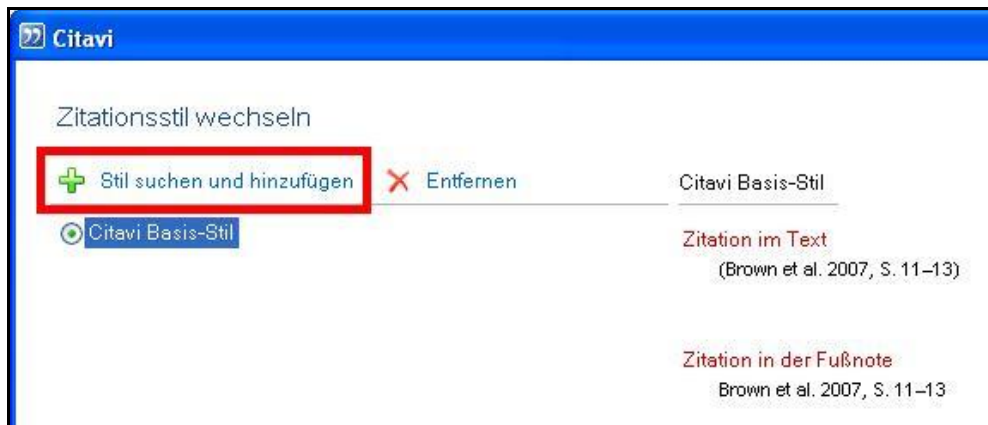 Citavi
Zitationsstil wechseln
Stil suchen und hinzufügen Entfernen
Citavi Basis-Stil
Citavi Basis-Stil
Zitation im Text
(Brown et al. 2007, S. 11–13)
Zitation in der Fußnote
Brown et al. 2007, S. 11–13